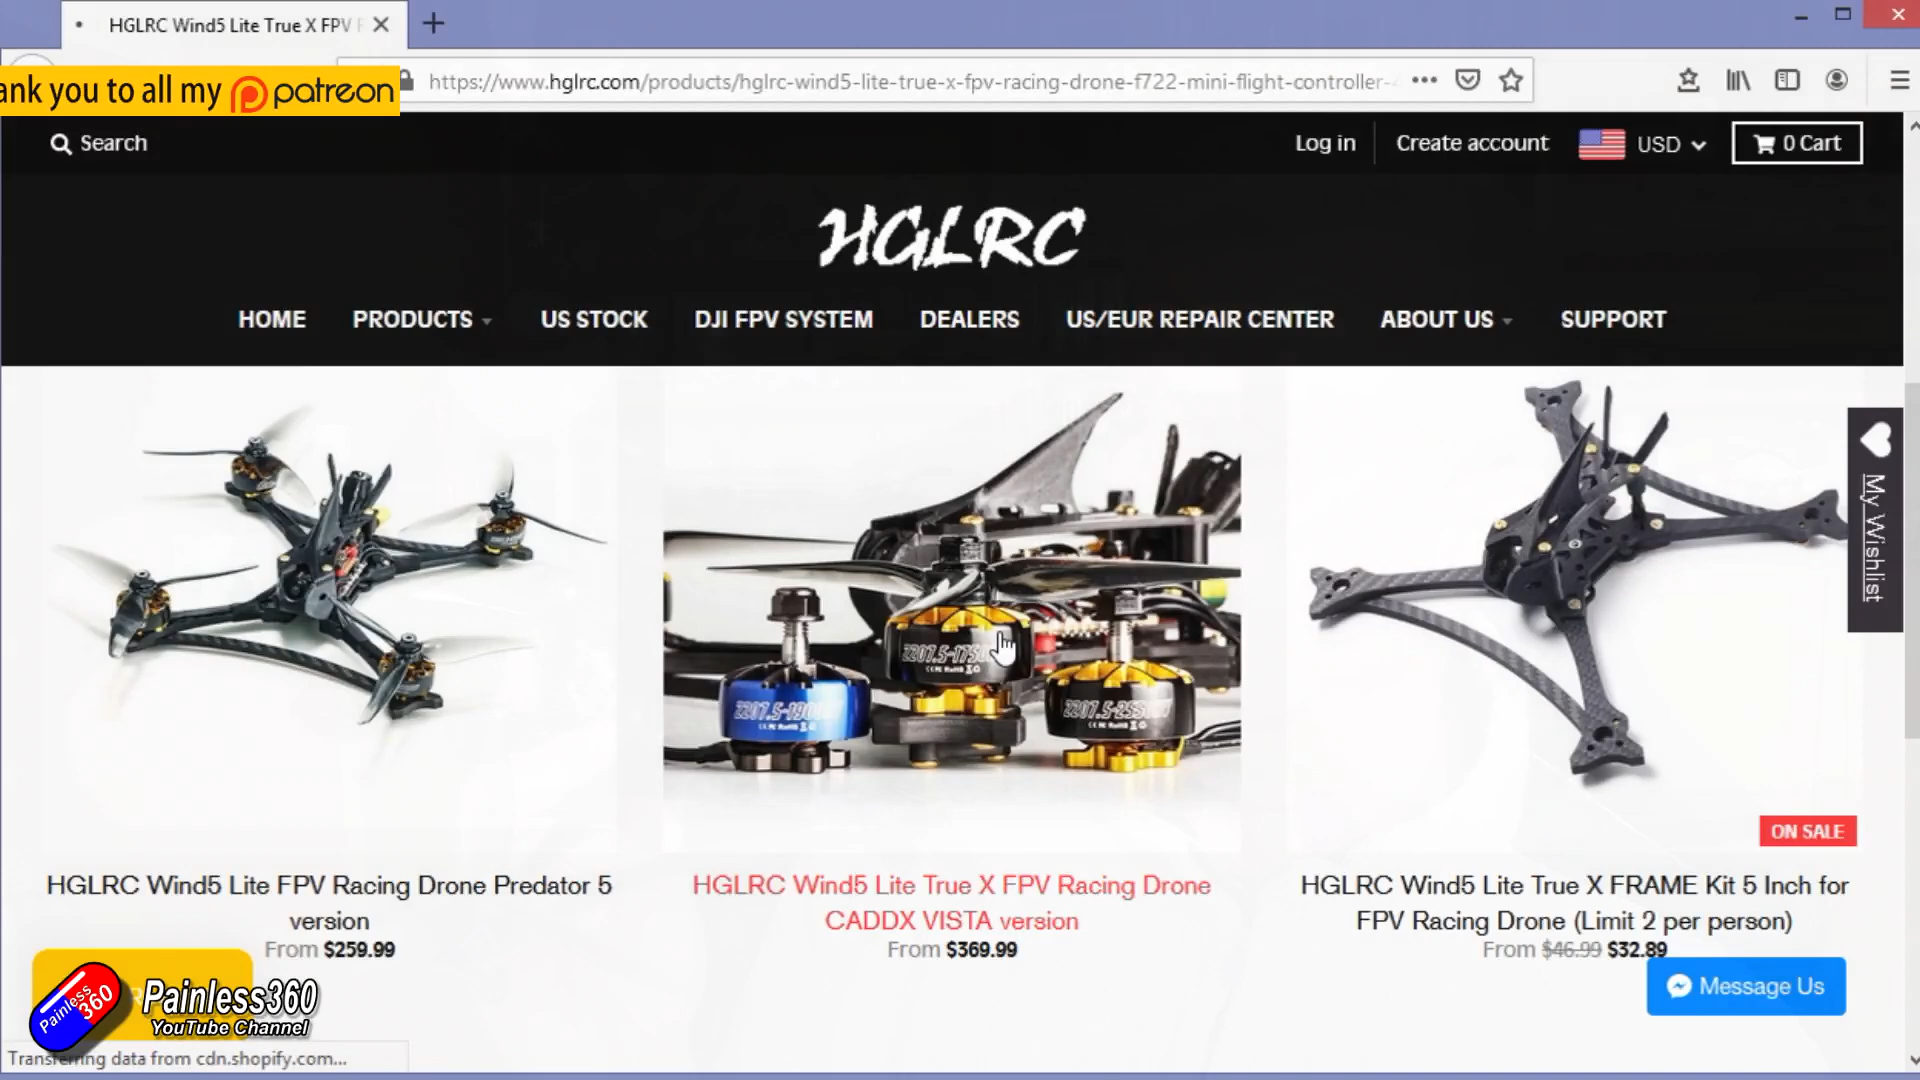 HGLRC Wind5 Lite True X FPV
ank you to all my patreon
https://www.hglrc.com/products/hglrc-wind5-lite-true-x-fpv-racing-drone-f722-mini-flight-controller-
Search
Log in
Create account
USD
0 Cart
HGLRC
HOME PRODUCTS US STOCK DJI FPV SYSTEM DEALERS US/EUR REPAIR CENTER ABOUT US SUPPORT
My Wishlist
ON SALE
HGLRC Wind5 Lite FPV Racing Drone Predator 5
version
From $259.99
HGLRC Wind5 Lite True X FPV Racing Drone
CADDX VISTA version
From $369.99
HGLRC Wind5 Lite True X FRAME Kit 5 Inch for
FPV Racing Drone (Limit 2 per person)
From $46.99 $32.89
Message Us
Painless
360
Painless360
YouTube Channel
Transferring data from cdn.shopify.com...